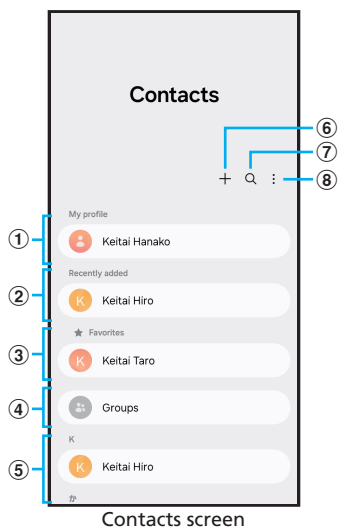 Contacts
⑥
⑦
⑧
My profile
① Keitai Hanako
Recently added
② K Keitai Hiro
★ Favorites
③ K Keitai Taro
④ Groups
K
⑤ K Keitai Hiro
か
Contacts screen